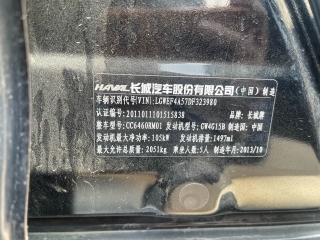 HAVAL 长城汽车股份有限公司（中国）制造
车辆识别代号(VIN):LGWEF4A57DF323980
认证编号：2011011101515838 品牌：长城牌
整车型号：CC6460RM01 发动机型号：GW4G15B 制造国：中国
发动机最大净功率：105kW 发动机排量：1497ml
最大允许总质量：2051kg 乘坐人数：5人 制造年月：2013/10